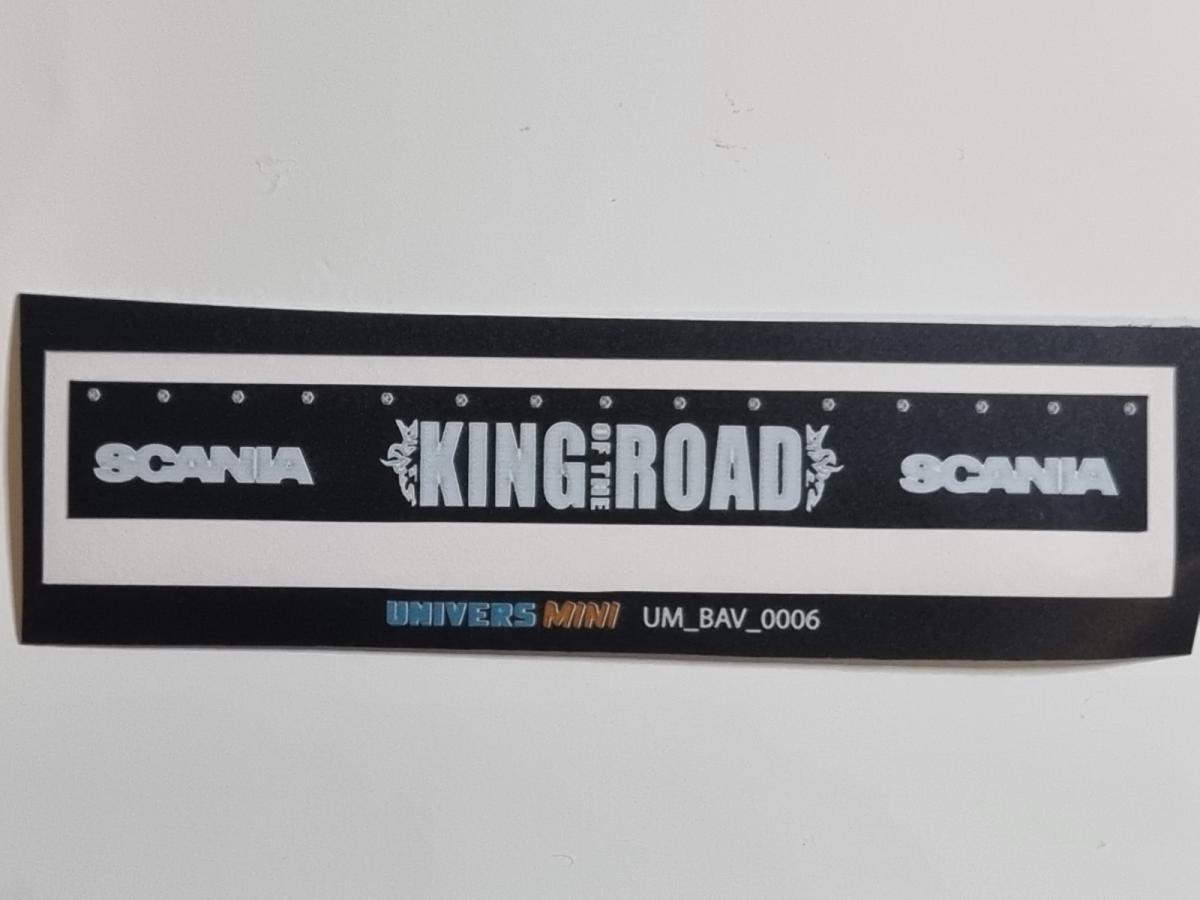 SCANIA KING OF THE ROAD SCANIA
UNIVERS MINI UM_BAV_0006